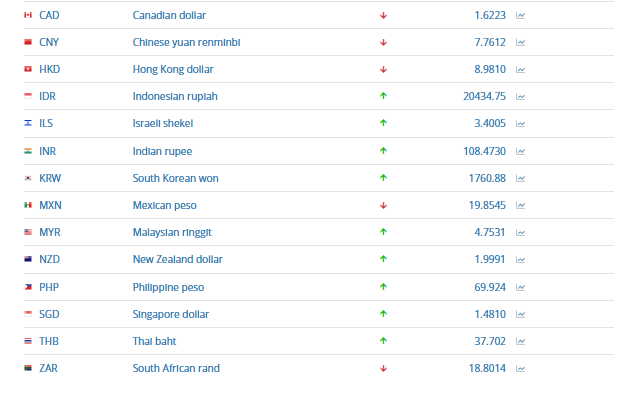 CAD Canadian dollar 1.6223
CNY Chinese yuan renminbi 7.7612
HKD Hong Kong dollar 8.9810
IDR Indonesian rupiah 20434.75
ILS Israeli shekel 3.4005
INR Indian rupee 108.4730
KRW South Korean won 1760.88
MXN Mexican peso 19.8545
MYR Malaysian ringgit 4.7531
NZD New Zealand dollar 1.9991
PHP Philippine peso 69.924
SGD Singapore dollar 1.4810
THB Thai baht 37.702
ZAR South African rand 18.8014